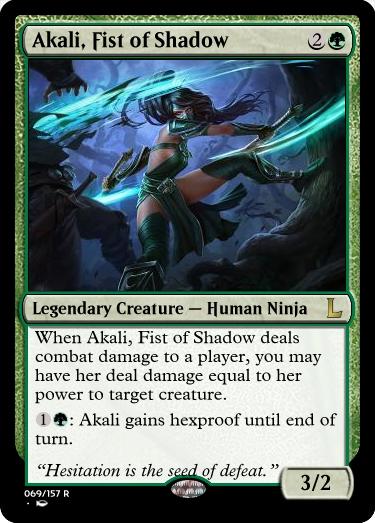 Akali, Fist of Shadow 2
Legendary Creature — Human Ninja L
When Akali, Fist of Shadow deals
combat damage to a player, you may
have her deal damage equal to her
power to target creature.
1 : Akali gains hexproof until end of
turn.
“Hesitation is the seed of defeat.”
3/2
069/157 R